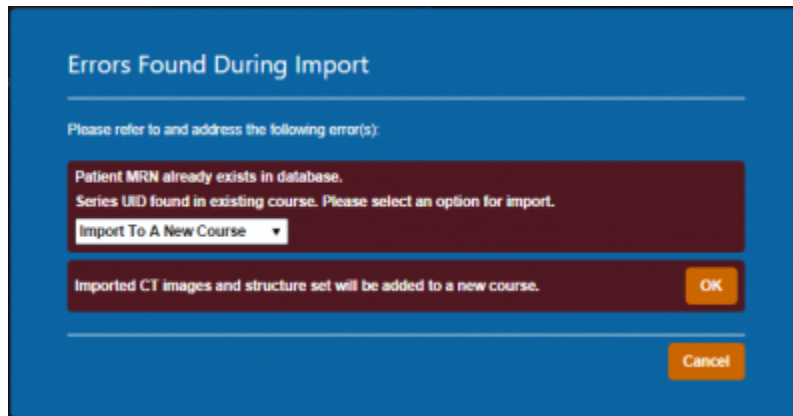 Errors Found During Import
Please refer to and address the following error(s):
Patient MRN already exists in database.
Series UID found in existing course. Please select an option for import.
Import To A New Course
Imported CT images and structure set will be added to a new course.
OK
Cancel